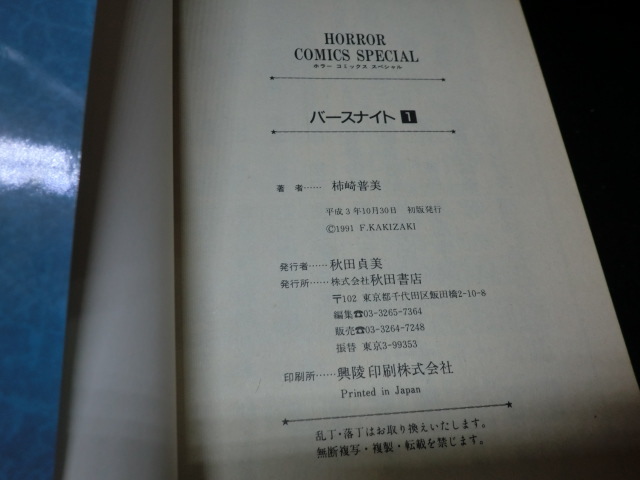 HORROR
COMICS SPECIAL
ホラー コミックス スペシャル
バースナイト 1
著 者……柿崎普美
平成3年10月30日 初版発行
©1991 F.KAKIZAKI
発行者……秋田貞美
発行所……株式会社秋田書店
〒102 東京都千代田区飯田橋2-10-8
編集☎03-3265-7364
販売☎03-3264-7248
振替 東京3-99353
印刷所……興陵印刷株式会社
Printed in Japan
乱丁・落丁はお取り換えいたします。
無断複写・複製・転載を禁じます。